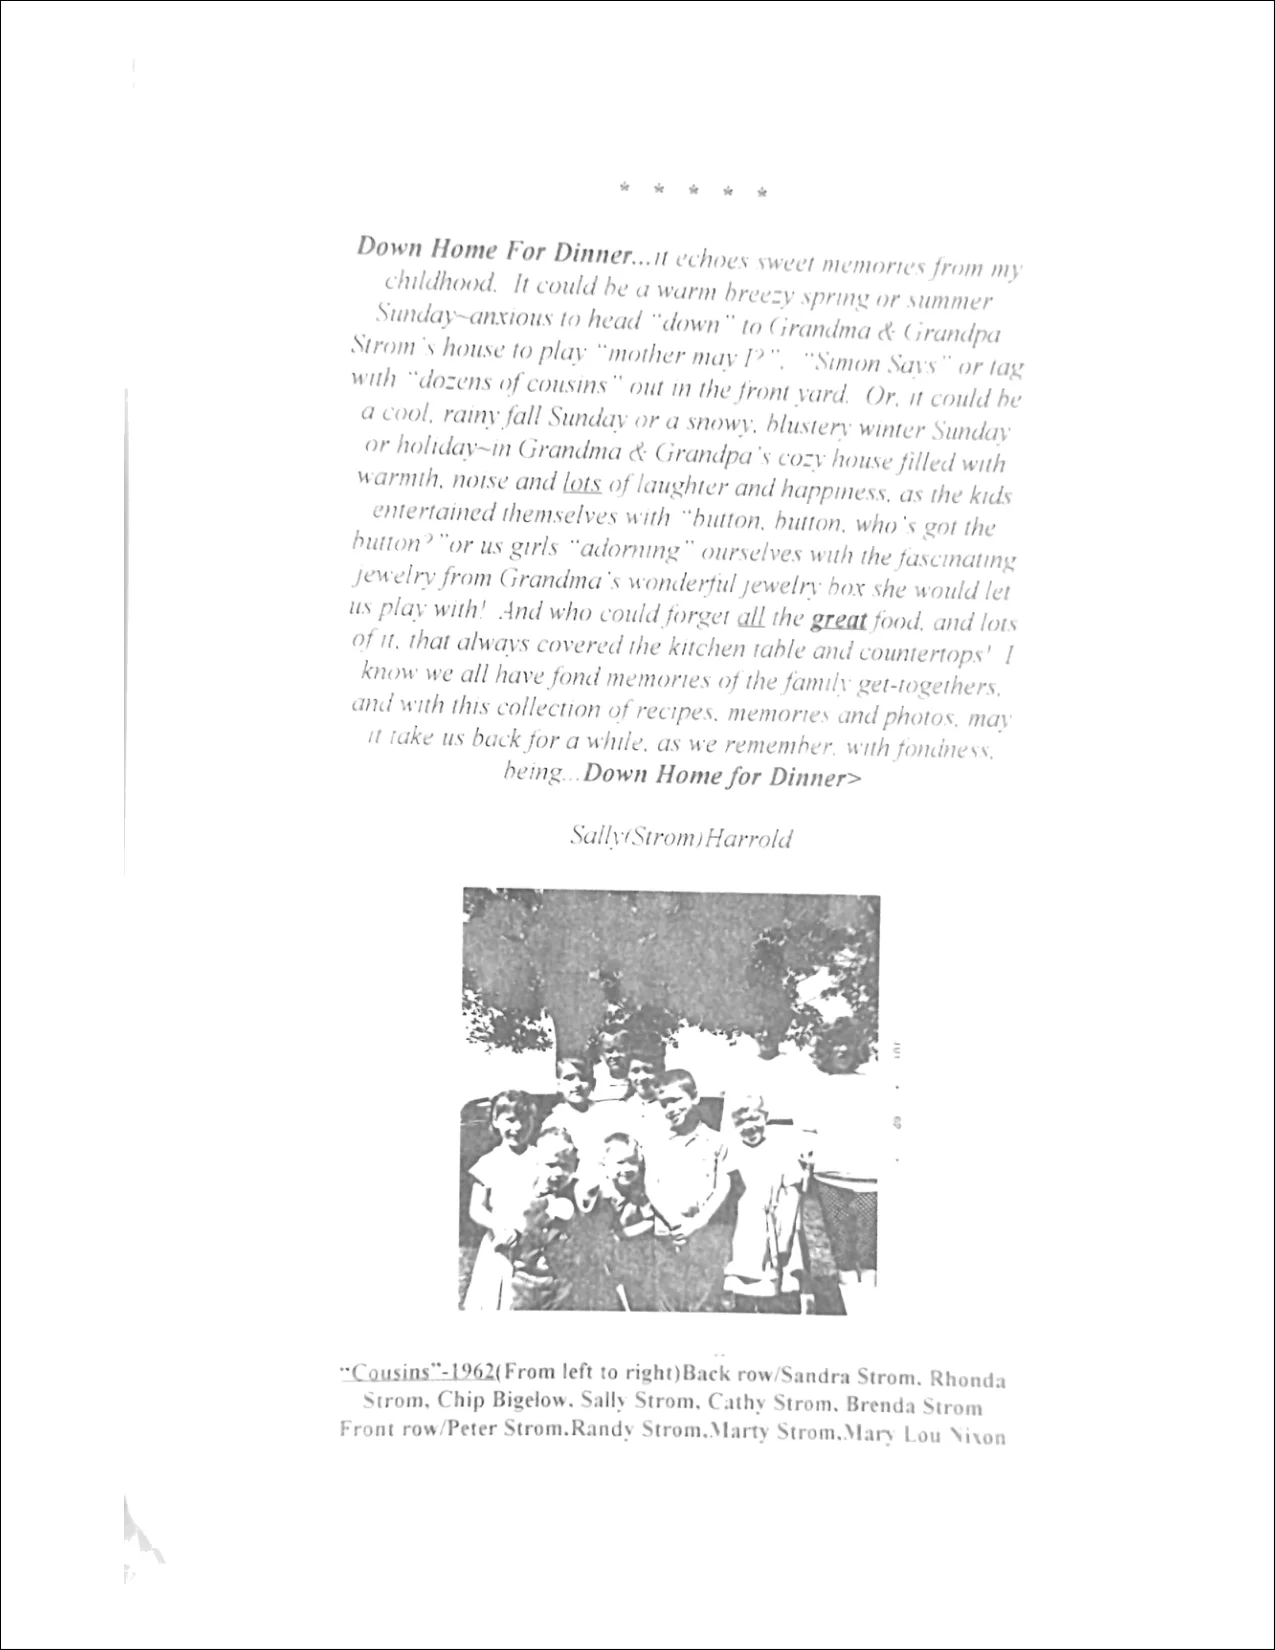 * * * * *
Down Home For Dinner...it echoes sweet memories from my
childhood. It could be a warm breezy spring or summer
Sunday~anxious to head "down" to Grandma & Grandpa
Strom's house to play "mother may I?", "Simon Says" or tag
with "dozens of cousins" out in the front yard. Or, it could be
a cool, rainy fall Sunday or a snowy, blustery winter Sunday
or holiday~in Grandma & Grandpa's cozy house filled with
warmth, noise and lots of laughter and happiness, as the kids
entertained themselves with "button, button, who's got the
button?"or us girls "adorning" ourselves with the fascinating
jewelry from Grandma's wonderful jewelry box she would let
us play with! And who could forget all the great food, and lots
of it, that always covered the kitchen table and countertops! I
know we all have fond memories of the family get-togethers,
and with this collection of recipes, memories and photos, may
it take us back for a while, as we remember, with fondness,
being...Down Home for Dinner>
Sally(Strom)Harrold
"Cousins"-1962(From left to right)Back row/Sandra Strom, Rhonda
Strom, Chip Bigelow, Sally Strom, Cathy Strom, Brenda Strom
Front row/Peter Strom,Randy Strom,Marty Strom,Mary Lou Nixon